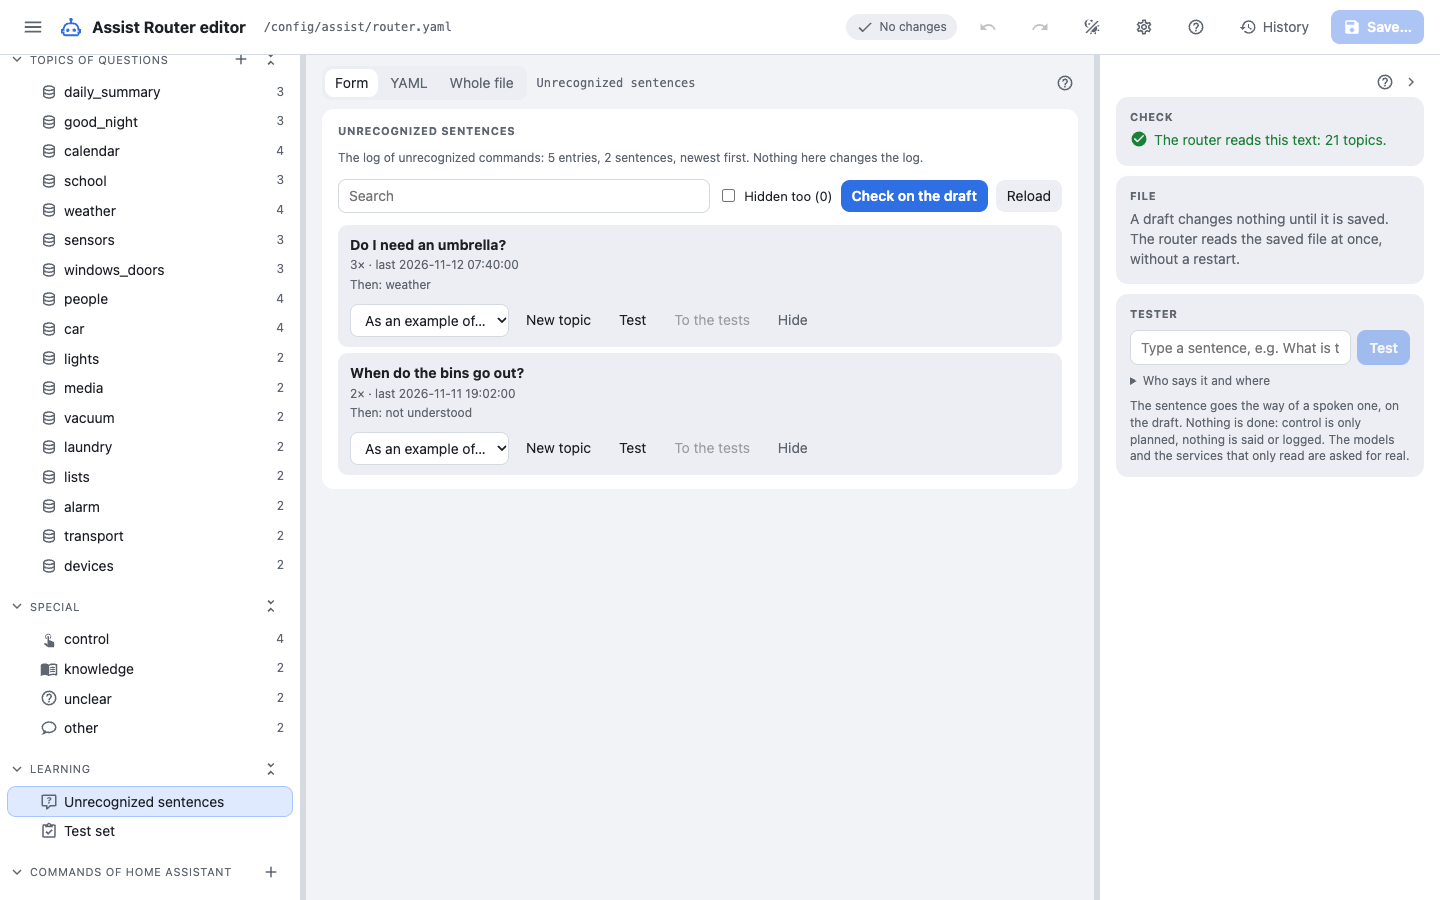 Assist Router editor /config/assist/router.yaml No changes History Save...
TOPICS OF QUESTIONS
daily_summary 3
good_night 3
calendar 4
school 3
weather 4
sensors 3
windows_doors 3
people 4
car 4
lights 2
media 2
vacuum 2
laundry 2
lists 2
alarm 2
transport 2
devices 2
SPECIAL
control 4
knowledge 2
unclear 2
other 2
LEARNING
Unrecognized sentences
Test set
COMMANDS OF HOME ASSISTANT
Form YAML Whole file Unrecognized sentences
UNRECOGNIZED SENTENCES
The log of unrecognized commands: 5 entries, 2 sentences, newest first. Nothing here changes the log.
Search Hidden too (0) Check on the draft Reload
Do I need an umbrella?
3× · last 2026-11-12 07:40:00
Then: weather
As an example of... New topic Test To the tests Hide
When do the bins go out?
2× · last 2026-11-11 19:02:00
Then: not understood
As an example of... New topic Test To the tests Hide
CHECK
The router reads this text: 21 topics.
FILE
A draft changes nothing until it is saved.
The router reads the saved file at once,
without a restart.
TESTER
Type a sentence, e.g. What is t Test
Who says it and where
The sentence goes the way of a spoken one, on
the draft. Nothing is done: control is only
planned, nothing is said or logged. The models
and the services that only read are asked for real.